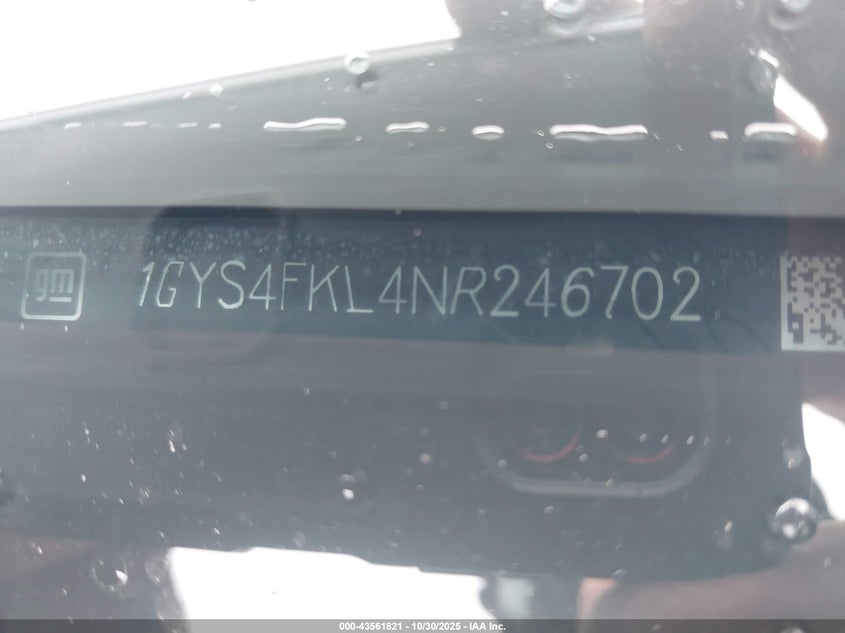 gm 1GYS4FKL4NR246702
000-43561821 - 10/30/2025 - IAA Inc.